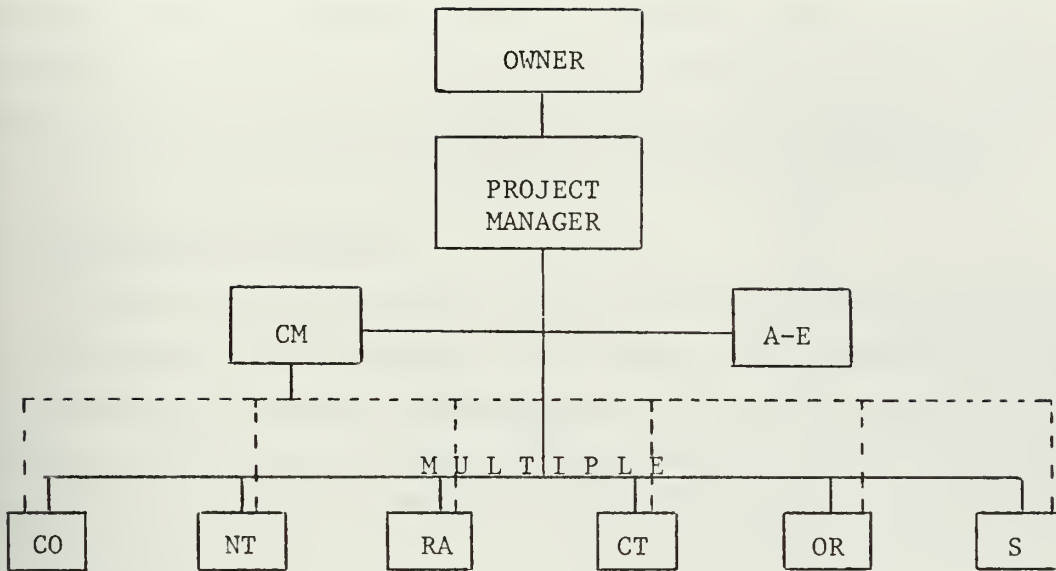 OWNER
PROJECT
MANAGER
CM A-E
M U L T I P L E
CO NT RA CT OR S